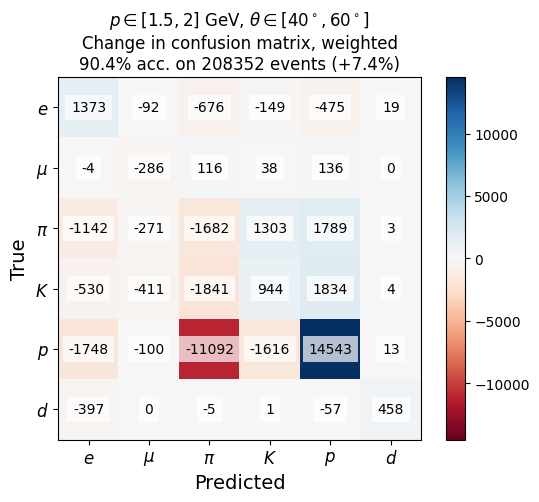 p ∈ [1.5, 2] GeV, θ ∈ [40°, 60°]
Change in confusion matrix, weighted
90.4% acc. on 208352 events (+7.4%)
True
e 1373 -92 -676 -149 -475 19
μ -4 -286 116 38 136 0
π -1142 -271 -1682 1303 1789 3
K -530 -411 -1841 944 1834 4
p -1748 -100 -11092 -1616 14543 13
d -397 0 -5 1 -57 458
e μ π K p d
Predicted
10000
5000
0
−5000
−10000